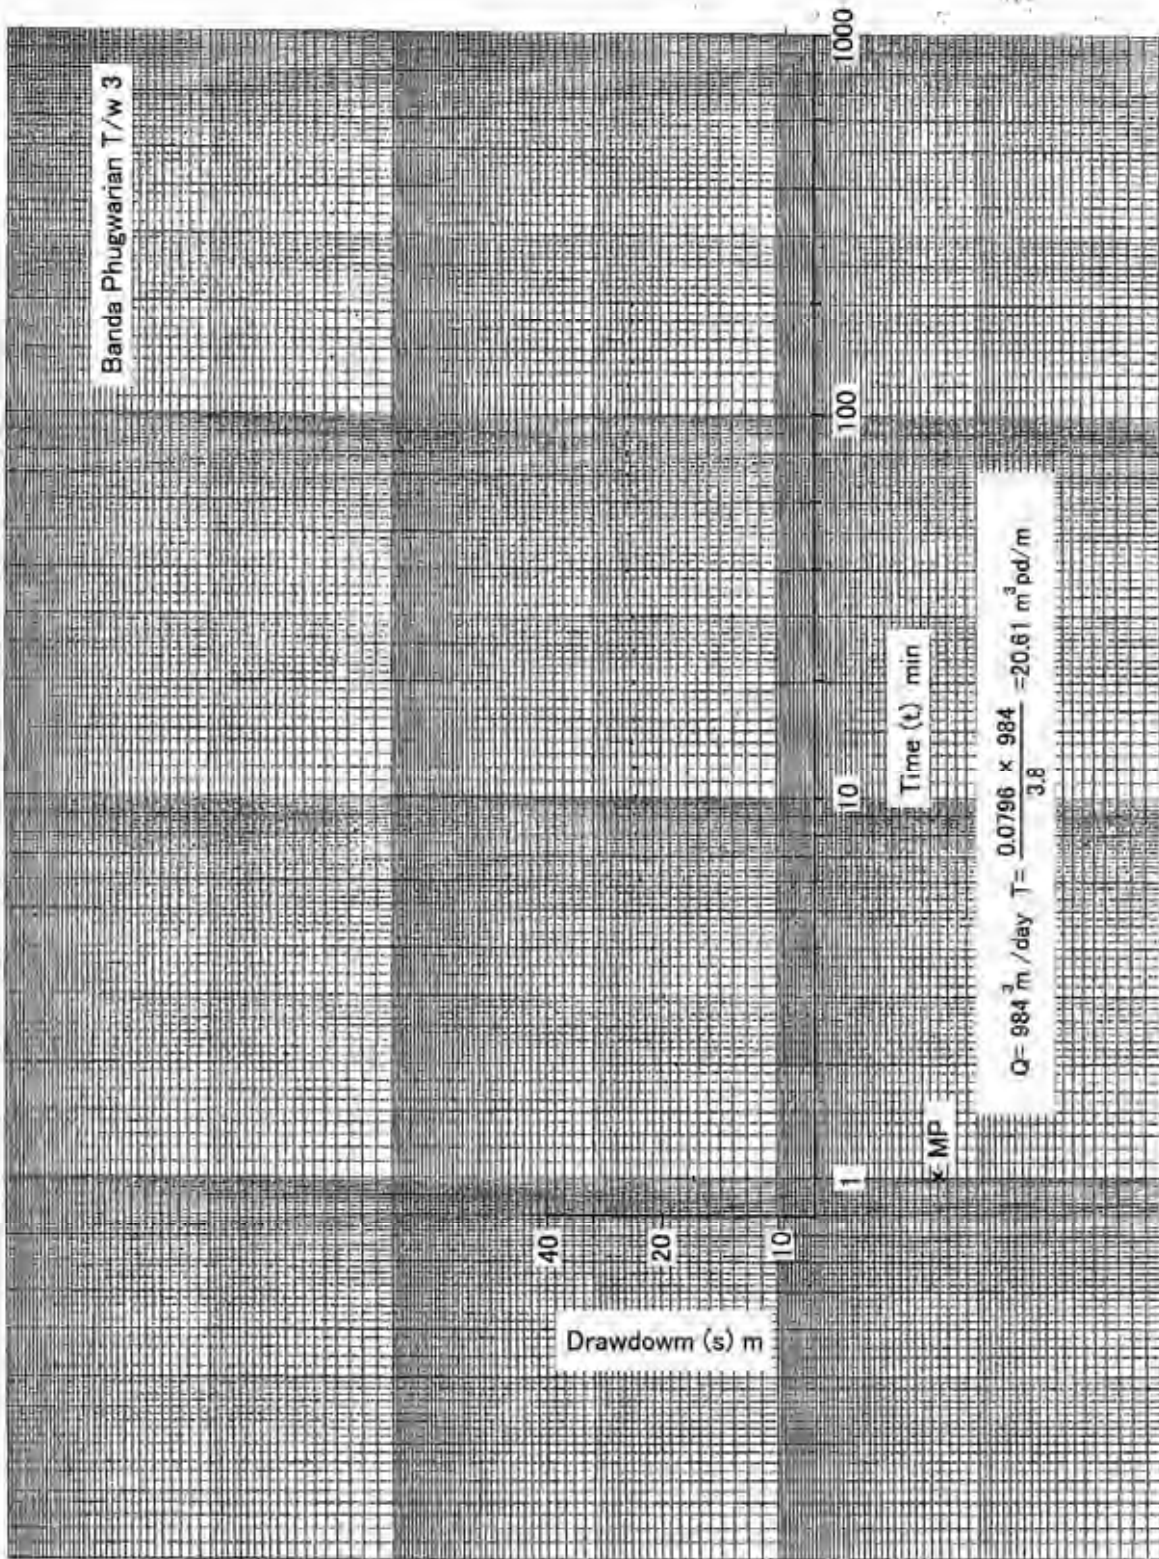 Banda Phugwarian T/w 3
40
20
10
Drawdowm (s) m
1
10
100
1000
Time (t) min
× MP
Q= 984 m³/day T= 0.0796 × 984 / 3.8 =20.61 m³pd/m